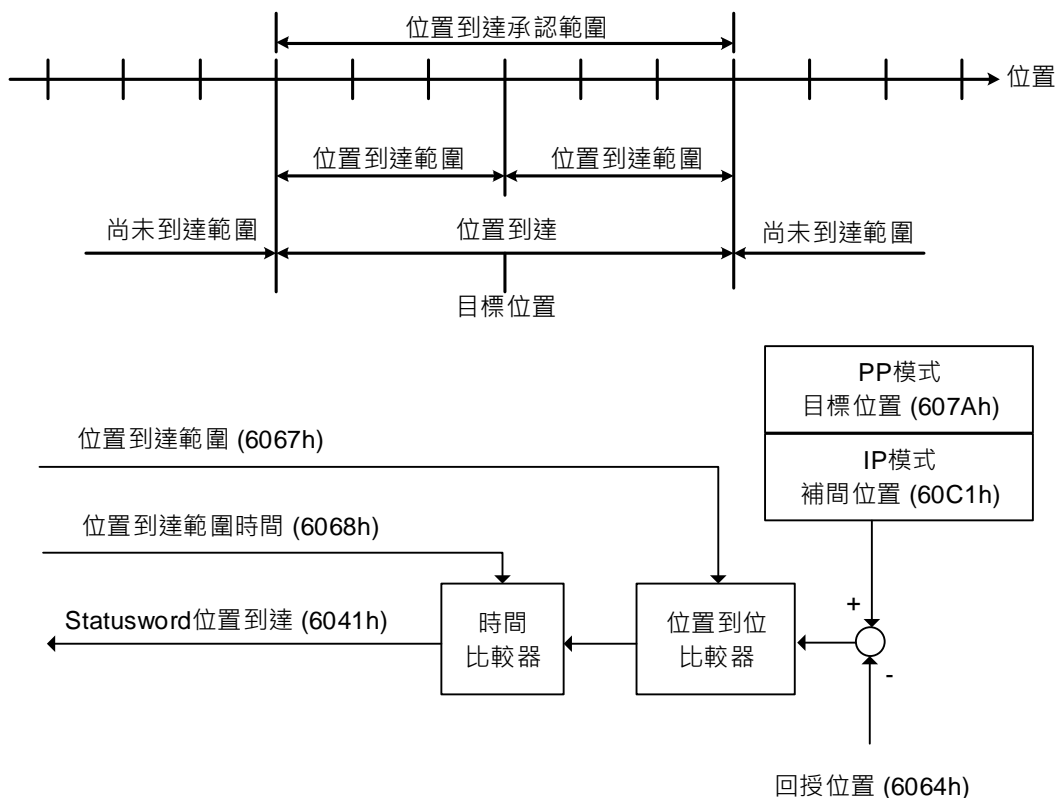 位置到達承認範圍
位置
位置到達範圍 位置到達範圍
尚未到達範圍 位置到達 尚未到達範圍
目標位置
PP模式
目標位置 (607Ah)
IP模式
補間位置 (60C1h)
位置到達範圍 (6067h)
位置到達範圍時間 (6068h)
Statusword位置到達 (6041h)
時間
比較器
位置到位
比較器
+
-
回授位置 (6064h)